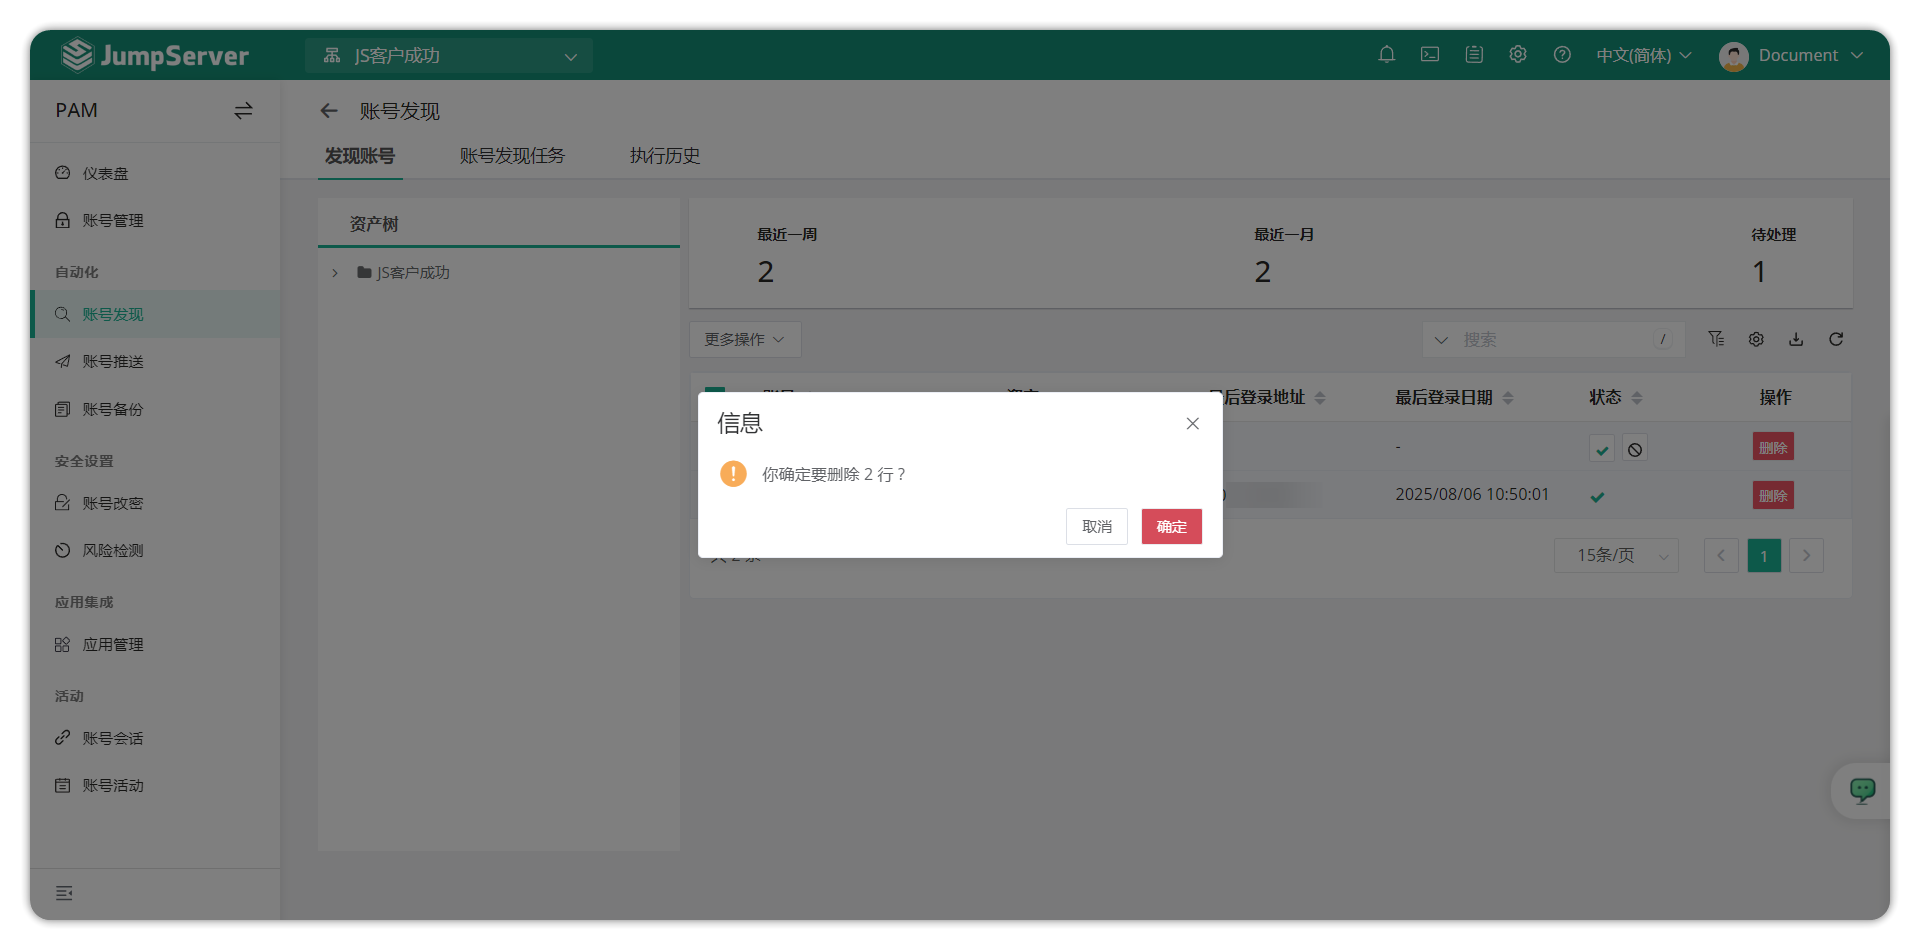 JumpServer
JS客户成功
中文(简体)
Document
PAM
账号发现
仪表盘
账号管理
自动化
账号发现
账号推送
账号备份
安全设置
账号改密
风险检测
应用集成
应用管理
活动
账号会话
账号活动
发现账号
账号发现任务
执行历史
资产树
JS客户成功
最近一周
2
最近一月
2
待处理
1
更多操作
搜索
/
后登录地址
最后登录日期
状态
操作
-
删除
2025/08/06 10:50:01
删除
15条/页
1
信息
你确定要删除 2 行 ?
取消
确定